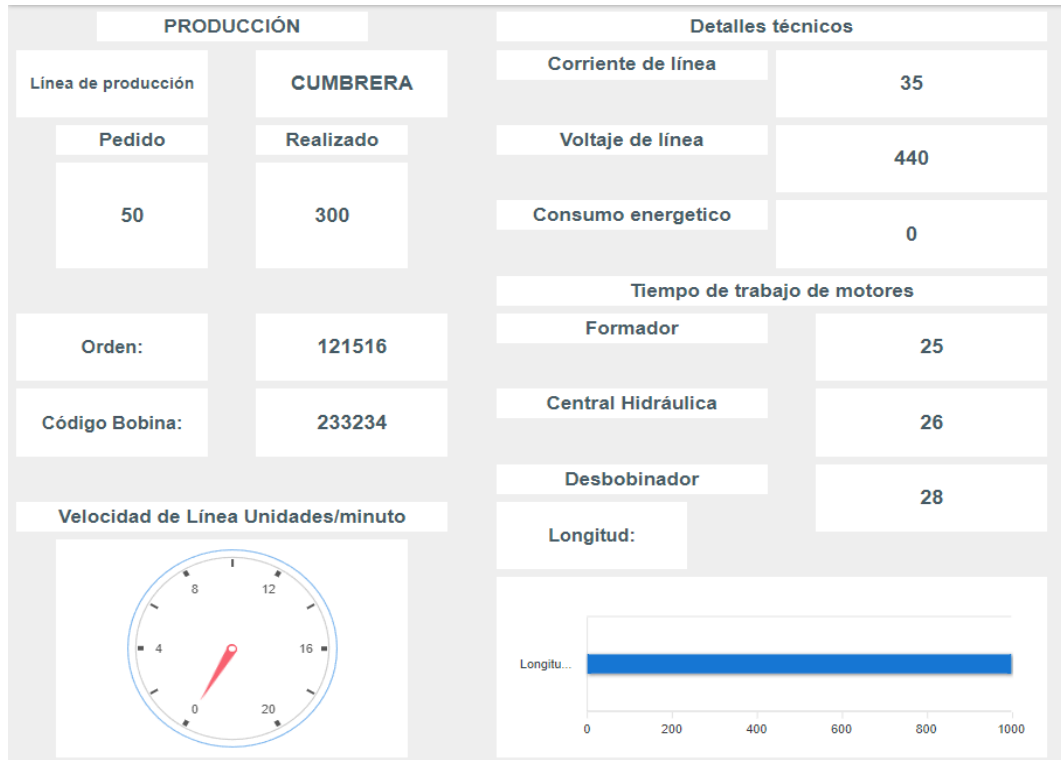 PRODUCCIÓN
Línea de producción
CUMBRERA
Pedido
Realizado
50
300
Orden:
121516
Código Bobina:
233234
Velocidad de Línea Unidades/minuto
0
4
8
12
16
20
Detalles técnicos
Corriente de línea
35
Voltaje de línea
440
Consumo energetico
0
Tiempo de trabajo de motores
Formador
25
Central Hidráulica
26
Desbobinador
28
Longitud:
Longitu...
0
200
400
600
800
1000